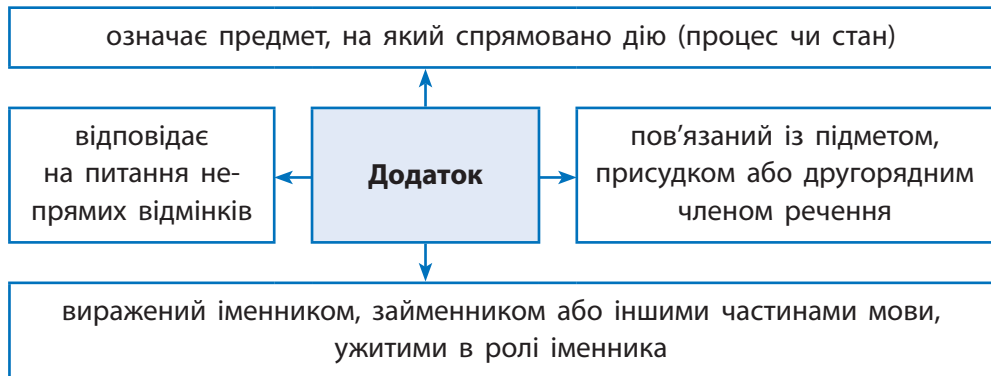 означає предмет, на який спрямовано дію (процес чи стан)
відповідає
на питання не-
прямих відмінків
Додаток
пов’язаний із підметом,
присудком або другорядним
членом речення
виражений іменником, займенником або іншими частинами мови,
ужитими в ролі іменника